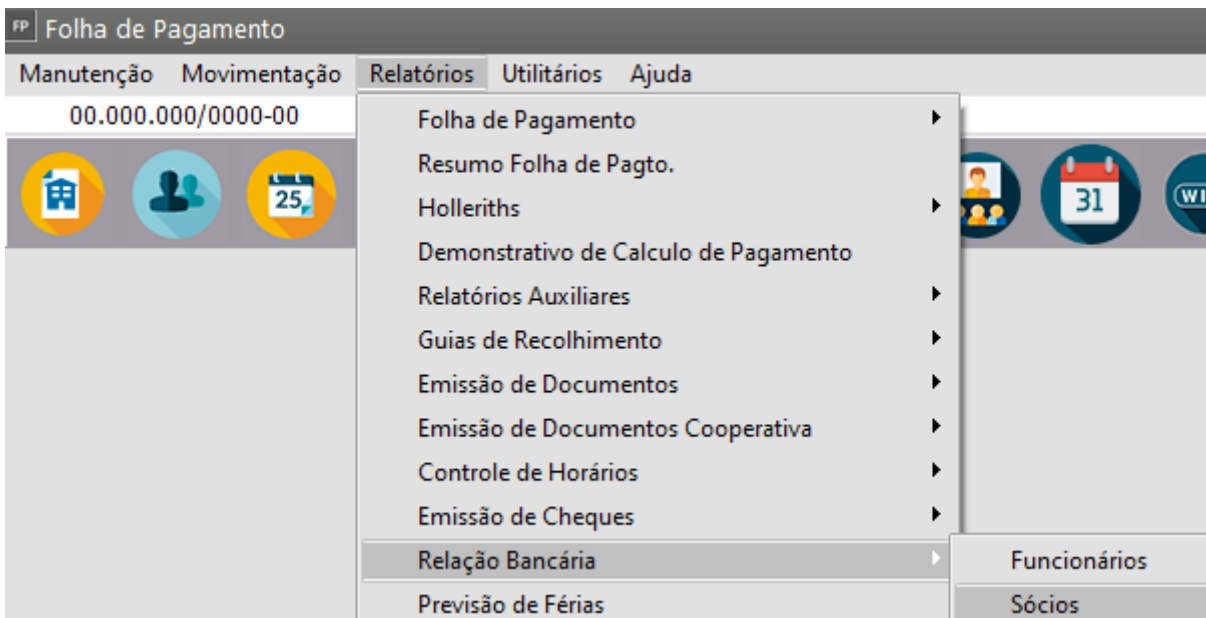 FP Folha de Pagamento
Manutenção Movimentação Relatórios Utilitários Ajuda
00.000.000/0000-00
25
31
Folha de Pagamento
Resumo Folha de Pagto.
Holleriths
Demonstrativo de Calculo de Pagamento
Relatórios Auxiliares
Guias de Recolhimento
Emissão de Documentos
Emissão de Documentos Cooperativa
Controle de Horários
Emissão de Cheques
Relação Bancária
Previsão de Férias
Funcionários
Sócios